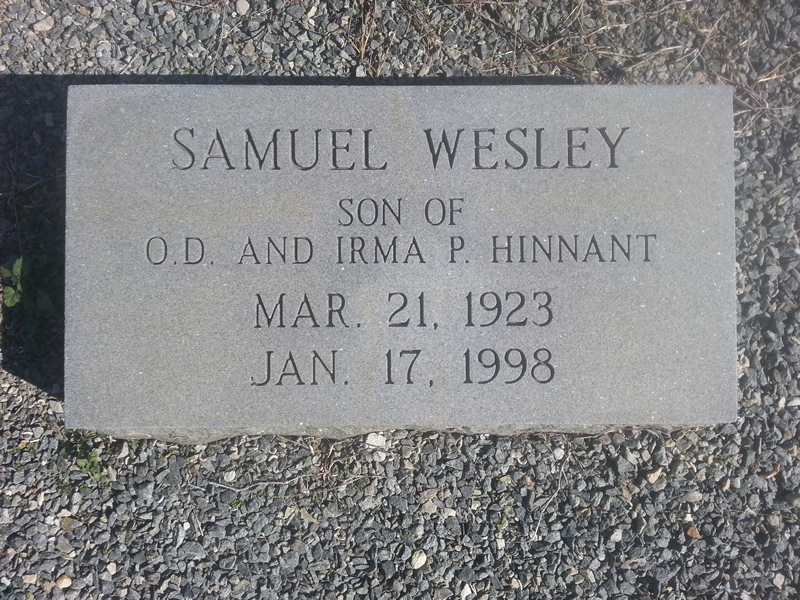 SAMUEL WESLEY
SON OF
O.D. AND IRMA P. HINNANT
MAR. 21, 1923
JAN. 17, 1998